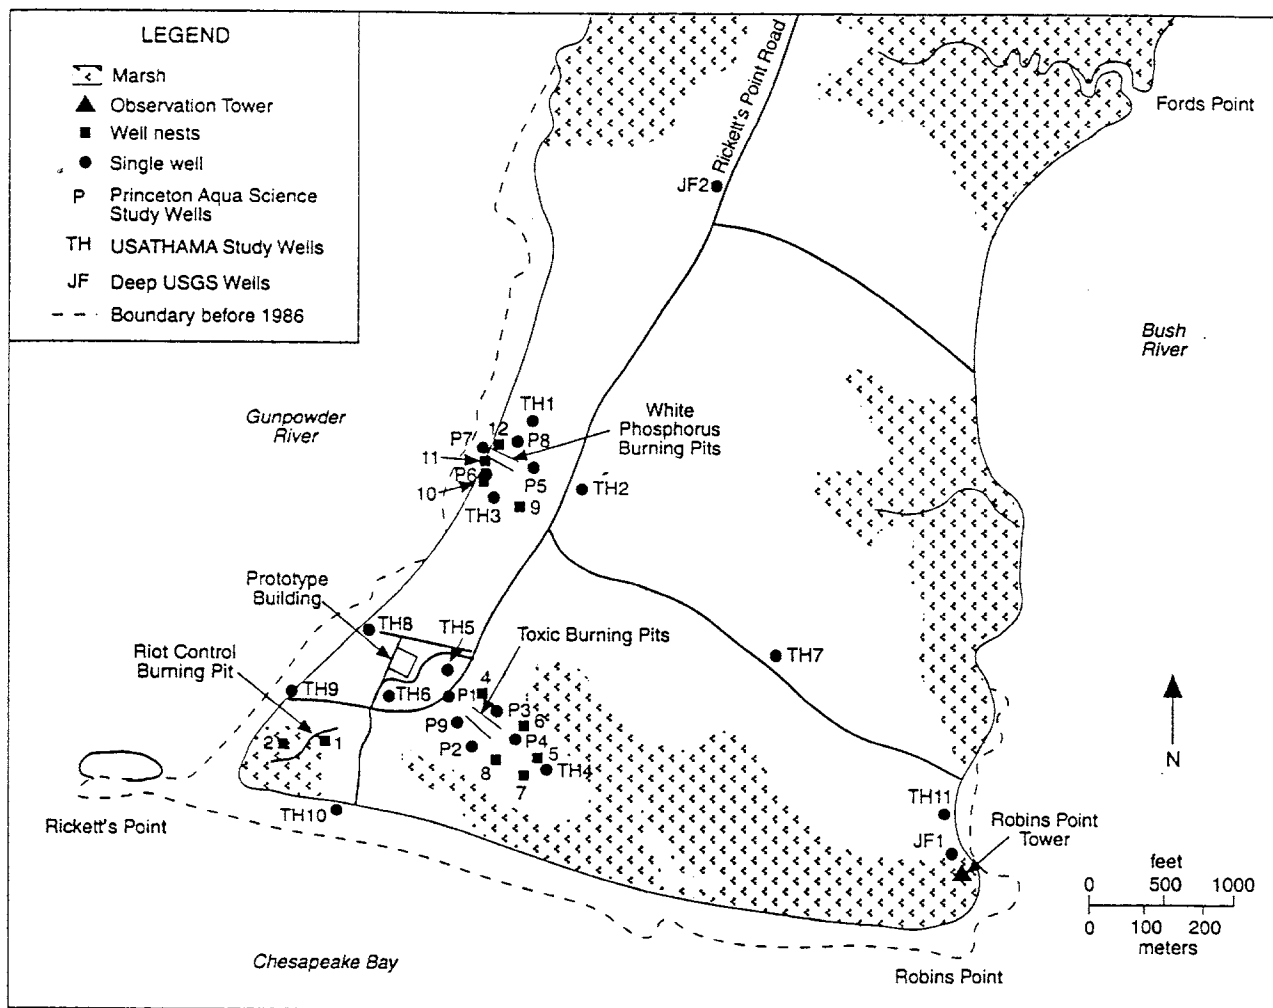 LEGEND
Marsh
Observation Tower
Well nests
Single well
P Princeton Aqua Science
Study Wells
TH USATHAMA Study Wells
JF Deep USGS Wells
Boundary before 1986
Rickett's Point Road
Fords Point
JF2
Bush
River
Gunpowder
River
TH1
White
Phosphorus
Burning Pits
12
P7
P8
11
P6
P5
10
TH2
TH3
9
Prototype
Building
TH8
TH5
Toxic Burning Pits
Riot Control
Burning Pit
TH7
TH9
TH6
P1
4
P3
P9
6
2
1
P2
P4
5
8
TH4
7
N
TH10
TH11
Rickett's Point
JF1
Robins Point
Tower
feet
0 500 1000
0 100 200
meters
Chesapeake Bay
Robins Point